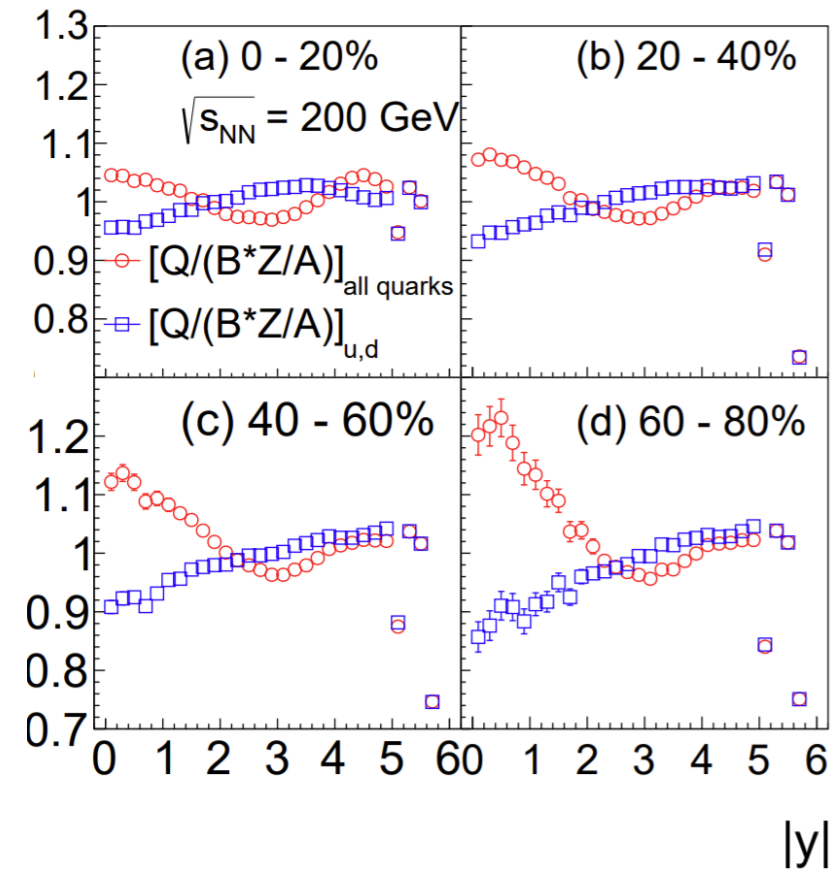 1.3
1.2
1.1
1
0.9
0.8
(a) 0 - 20%
√sNN = 200 GeV
[Q/(B*Z/A)]all quarks
[Q/(B*Z/A)]u,d
(b) 20 - 40%
1.2
1.1
1
0.9
0.8
0.7
(c) 40 - 60%
(d) 60 - 80%
0 1 2 3 4 5 6
0 1 2 3 4 5 6
|y|